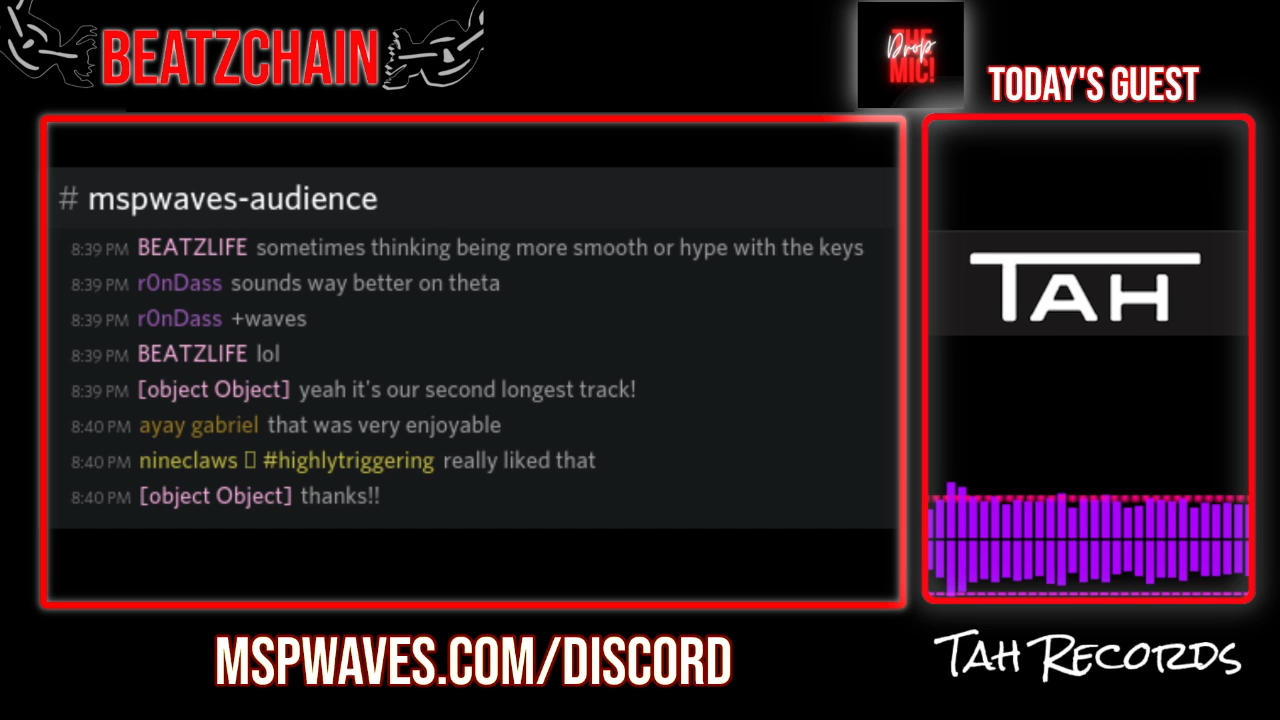 BEATZCHAIN
THE
Drop
MIC!
TODAY'S GUEST
# mspwaves-audience
8:39 PM BEATZLIFE sometimes thinking being more smooth or hype with the keys
8:39 PM r0nDass sounds way better on theta
8:39 PM r0nDass +waves
8:39 PM BEATZLIFE lol
8:39 PM [object Object] yeah it's our second longest track!
8:40 PM ayay gabriel that was very enjoyable
8:40 PM nineclaws ▯ #highlytriggering really liked that
8:40 PM [object Object] thanks!!
TAH
MSPWAVES.COM/DISCORD
TAH RECORDS